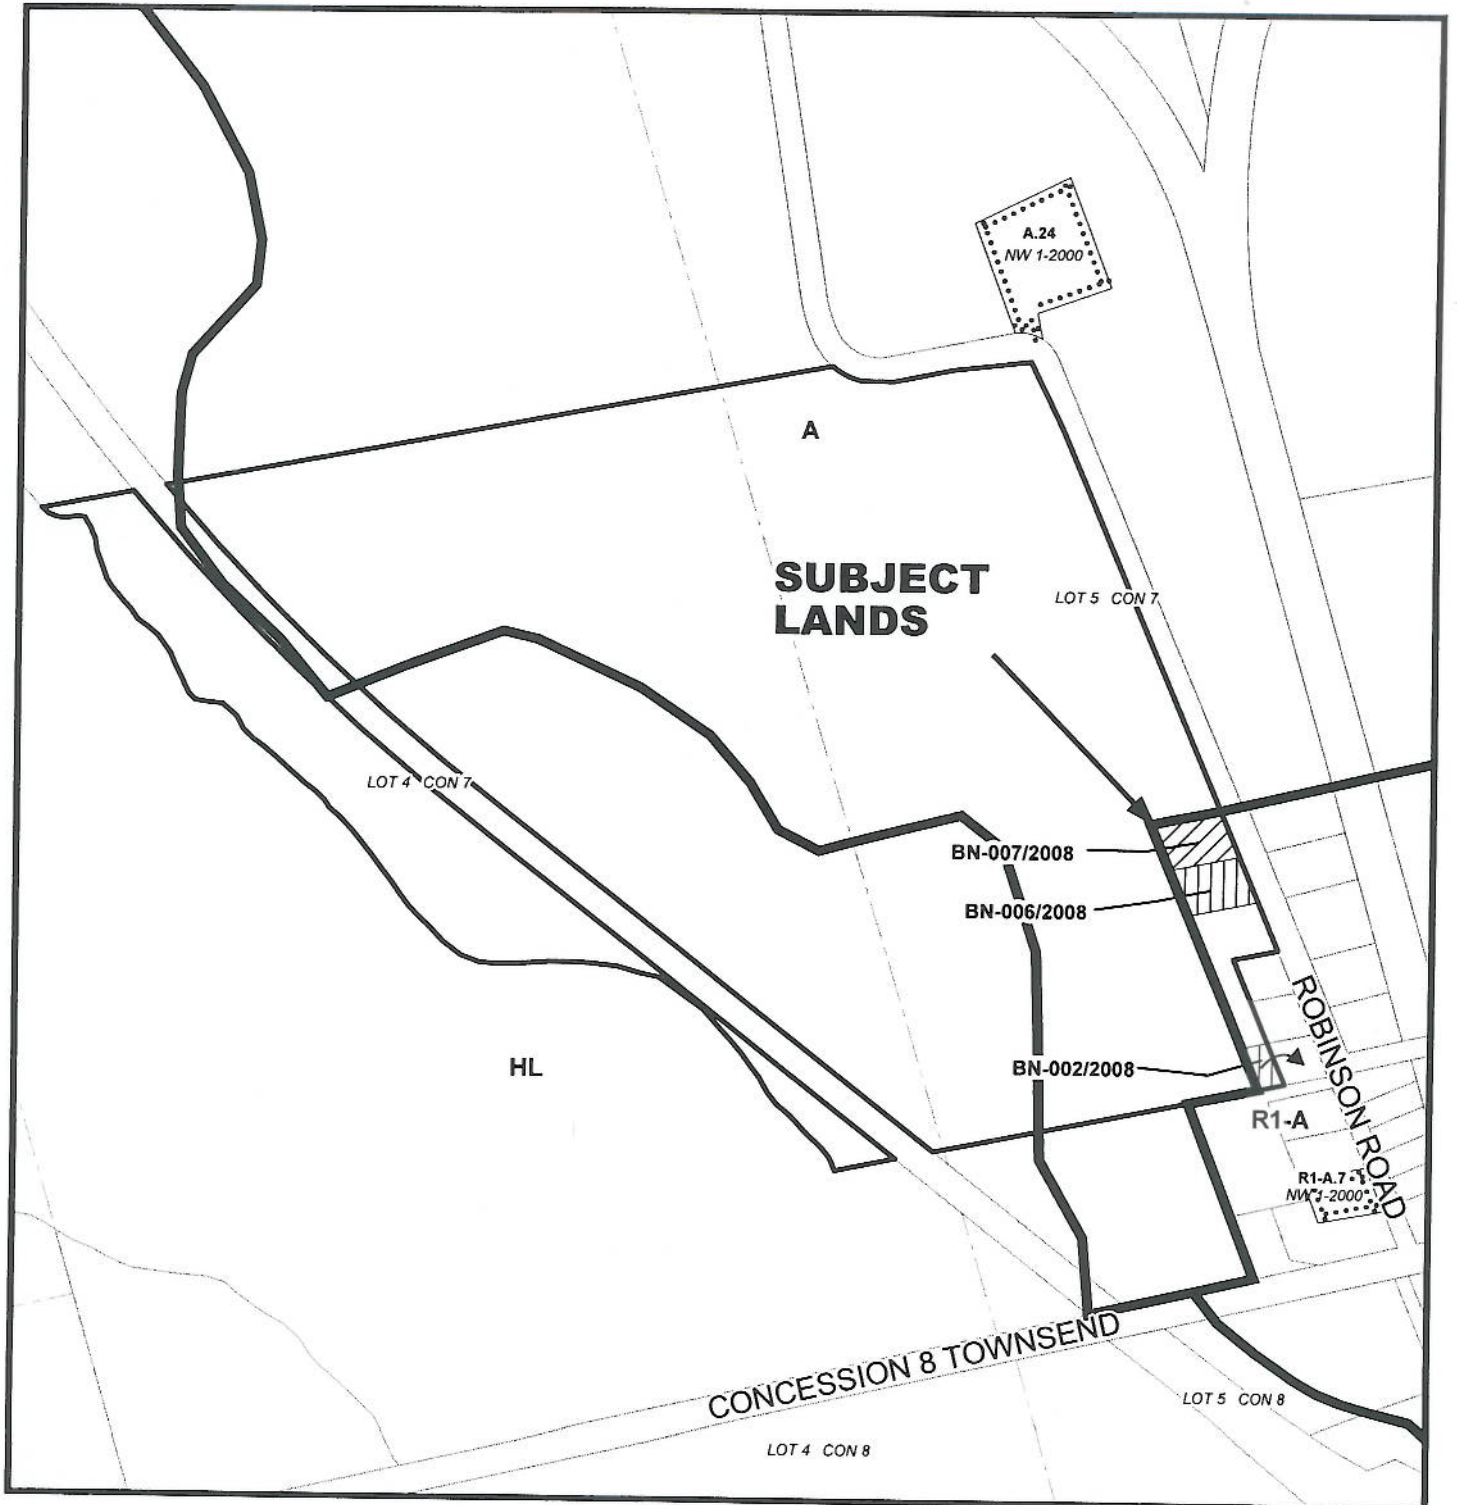 A.24
NW 1-2000
A
SUBJECT
LANDS
LOT 5 CON 7
LOT 4 CON 7
BN-007/2008
BN-006/2008
ROBINSON ROAD
HL
BN-002/2008
R1-A
R1-A.7
NW 1-2000
CONCESSION 8 TOWNSEND
LOT 5 CON 8
LOT 4 CON 8